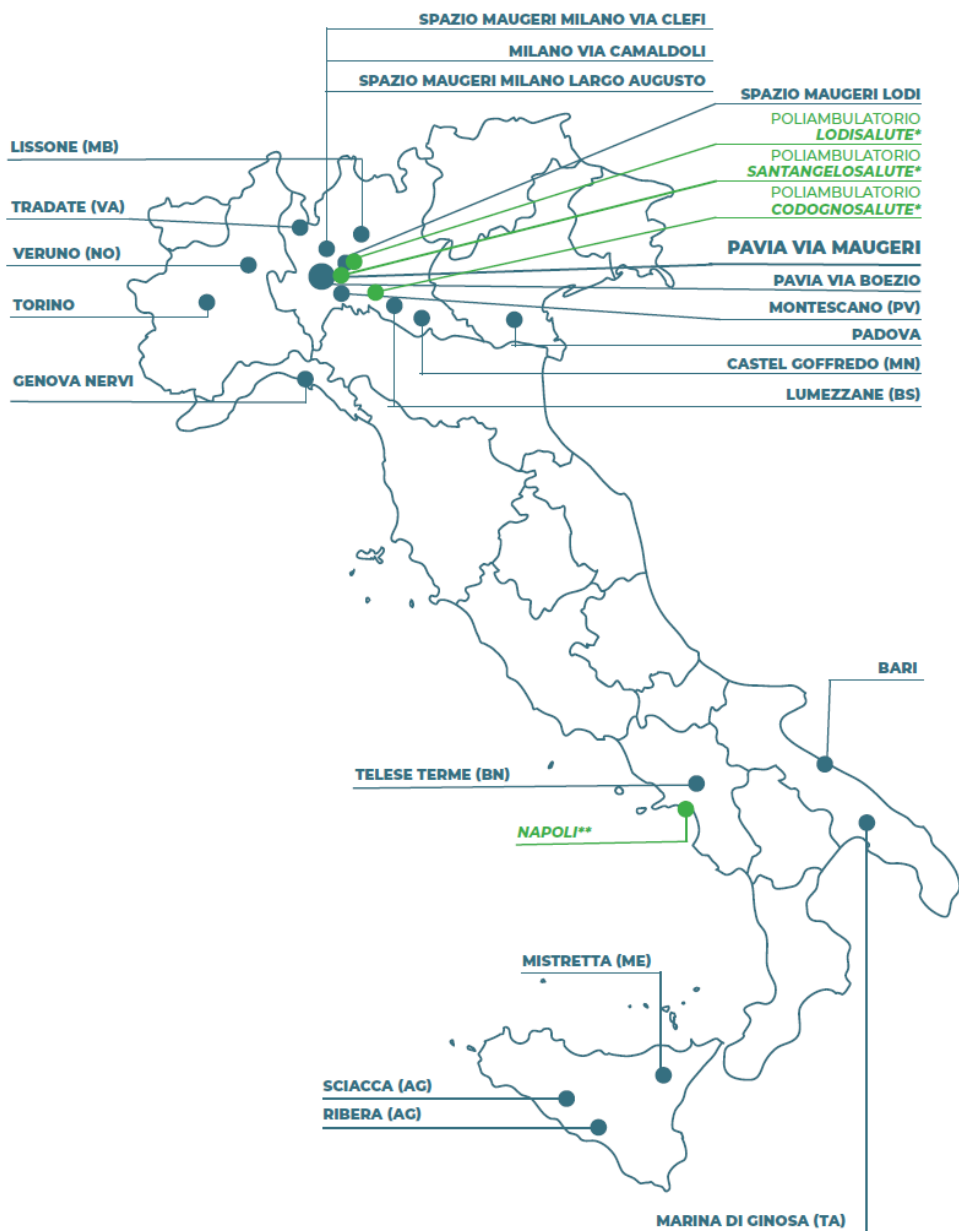 SPAZIO MAUGERI MILANO VIA CLEFI
MILANO VIA CAMALDOLI
SPAZIO MAUGERI MILANO LARGO AUGUSTO
SPAZIO MAUGERI LODI
POLIAMBULATORIO
LODISALUTE*
POLIAMBULATORIO
SANTANGELOSALUTE*
POLIAMBULATORIO
CODOGNOSALUTE*
PAVIA VIA MAUGERI
PAVIA VIA BOEZIO
MONTESCANO (PV)
PADOVA
CASTEL GOFFREDO (MN)
LUMEZZANE (BS)
LISSONE (MB)
TRADATE (VA)
VERUNO (NO)
TORINO
GENOVA NERVI
BARI
TELESE TERME (BN)
NAPOLI**
MISTRETTA (ME)
SCIACCA (AG)
RIBERA (AG)
MARINA DI GINOSA (TA)